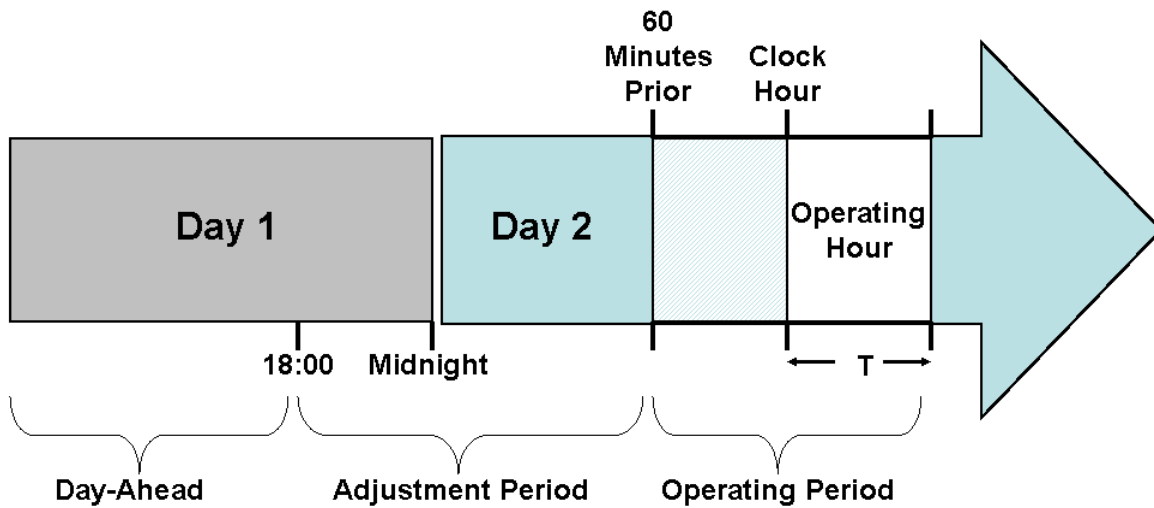 60
Minutes
Prior
Clock
Hour
Day 1
Day 2
Operating
Hour
18:00
Midnight
T
Day-Ahead
Adjustment Period
Operating Period